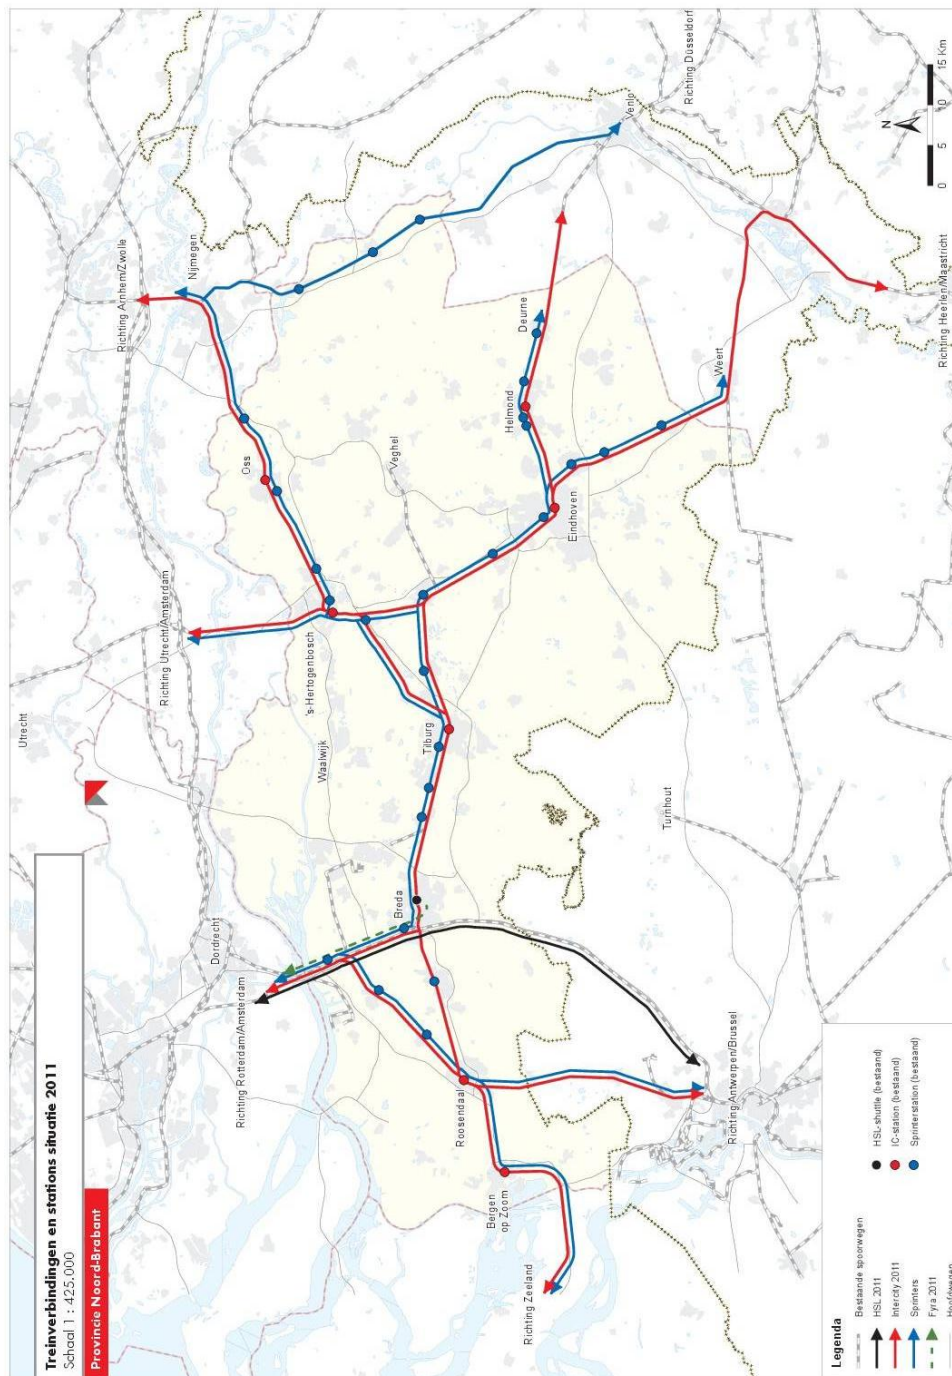 Treinverbindingen en stations situatie 2011
Schaal 1 : 425.000
Provincie Noord-Brabant
Utrecht
Richting Utrecht/Amsterdam
Richting Arnhem/Zwolle
Nijmegen
Dordrecht
Richting Rotterdam/Amsterdam
Oss
's-Hertogenbosch
Waalwijk
Veghel
Breda
Tilburg
Roosendaal
Bergen
op Zoom
Richting Zeeland
Helmond
Deurne
Eindhoven
Venlo
Richting Düsseldorf
Weert
Turnhout
Richting Antwerpen/Brussel
Richting Heerlen/Maastricht
N
0 5 10 15 Km
Legenda
Bestaande spoorwegen
HSL 2011
Intercity 2011
Sprinters
Fyra 2011
Hoofdwegen
HSL-shuttle (bestaand)
IC-station (bestaand)
Sprinterstation (bestaand)